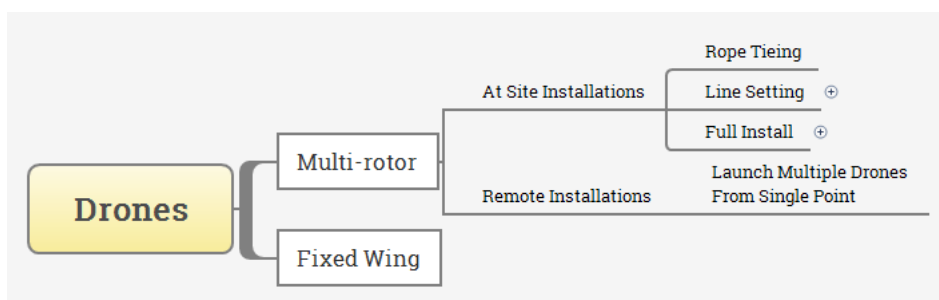 Drones
Multi-rotor
At Site Installations
Rope Tieing
Line Setting
Full Install
Remote Installations
Launch Multiple Drones
From Single Point
Fixed Wing